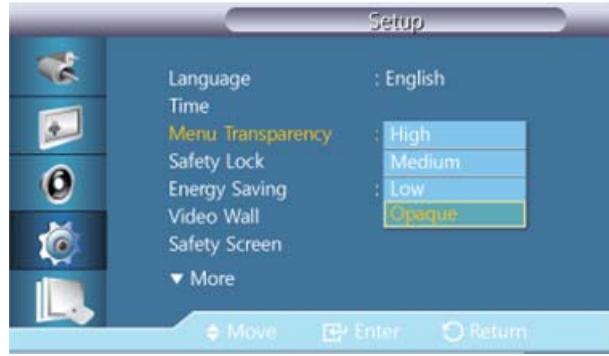 Setup
Language : English
Time
Menu Transparency : High
Medium
Safety Lock
Energy Saving : Low
Opaque
Video Wall
Safety Screen
▼ More
Move Enter Return